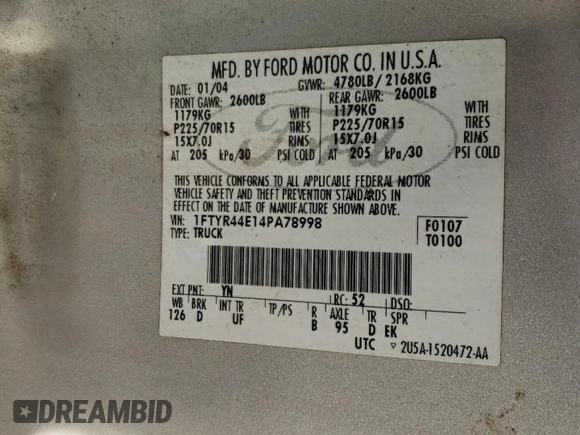 MFD. BY FORD MOTOR CO. IN U.S.A.
DATE: 01/04 GVWR: 4780LB / 2168KG
FRONT GAWR: 2600LB REAR GAWR: 2600LB
1179KG WITH 1179KG WITH
P225/70R15 TIRES P225/70R15 TIRES
15X7.0J RIMS 15X7.0J RIMS
AT 205 kPa/30 PSI COLD AT 205 kPa/30 PSI COLD
Ford
THIS VEHICLE CONFORMS TO ALL APPLICABLE FEDERAL MOTOR
VEHICLE SAFETY AND THEFT PREVENTION STANDARDS IN
EFFECT ON THE DATE OF MANUFACTURE SHOWN ABOVE.
VIN: 1FTYR44E14PA78998 F0107
TYPE: TRUCK T0100
EXT PNT: YN RC: 52 DSO:
WB BRK INT TR TP/PS R AXLE TR SPR
126 D UF B 95 D EK
UTC ▽ 2U5A-1520472-AA
DREAMBID